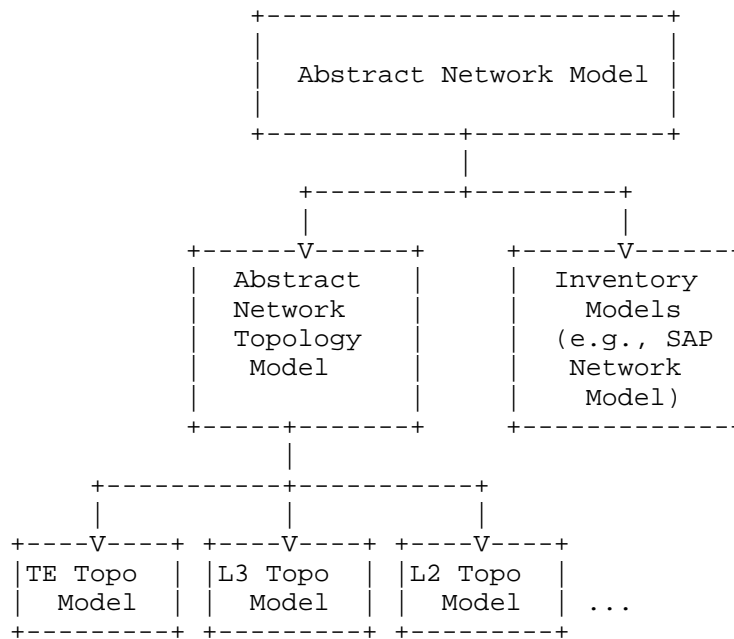 Abstract Network Model
Abstract
Network
Topology
Model
Inventory
Models
(e.g., SAP
Network
Model)
TE Topo
Model
L3 Topo
Model
L2 Topo
Model
...